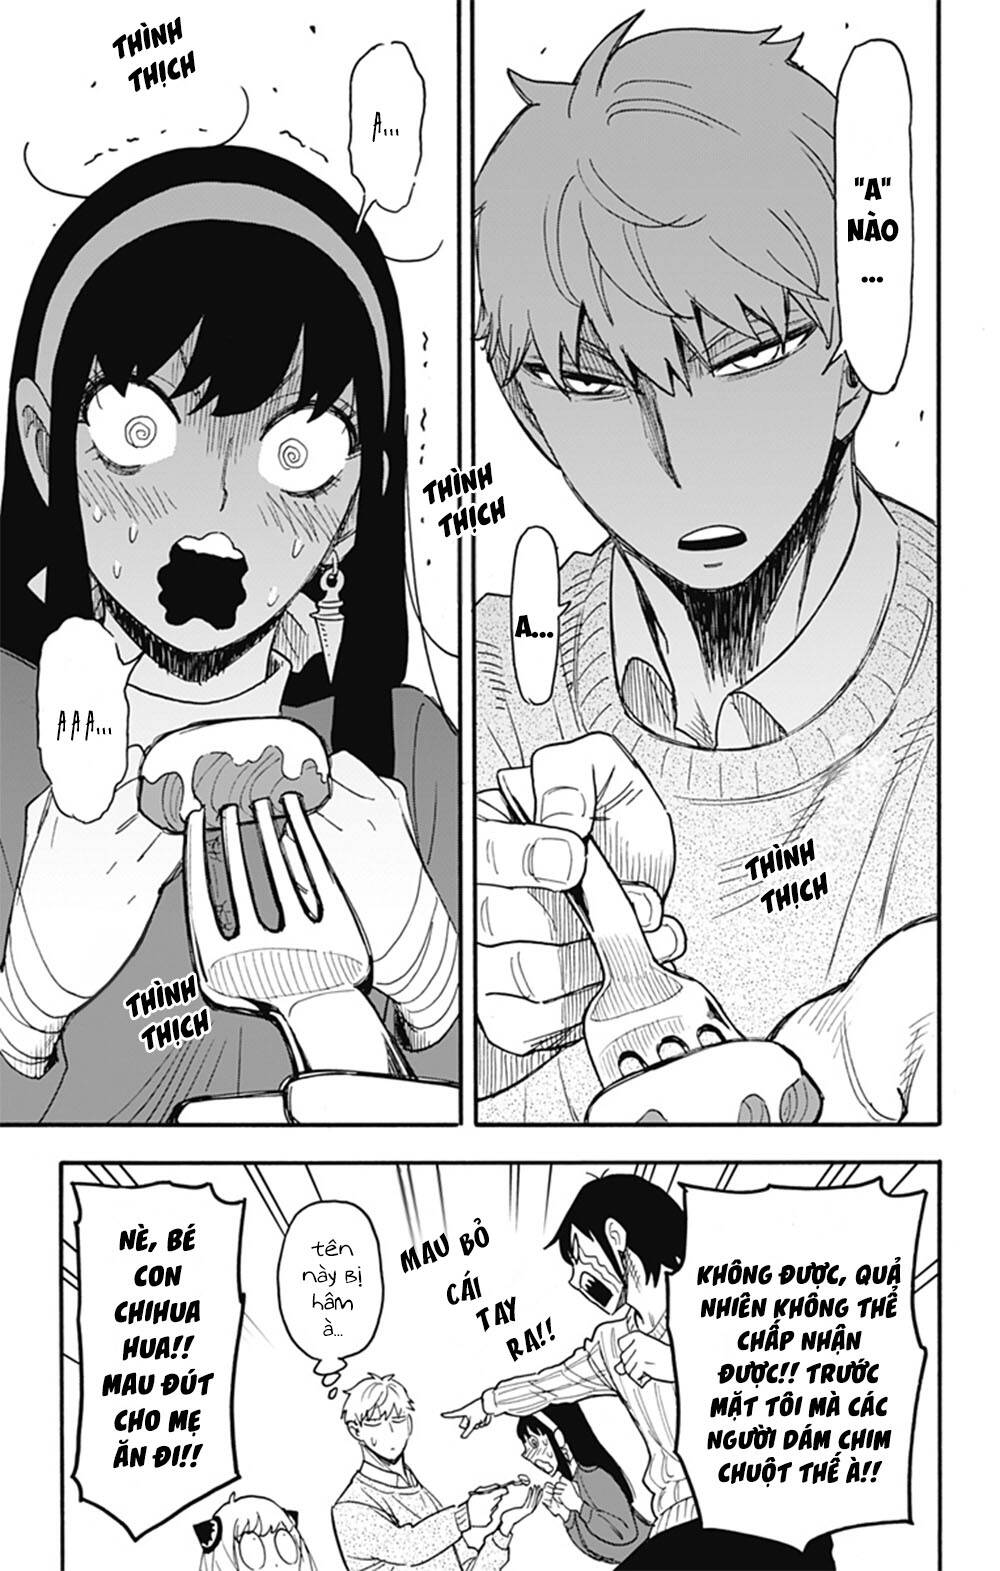 "A"
NÀO
...
A...
THÌNH
THỊCH
THÌNH
THỊCH
A...
THÌNH
THỊCH
AAA...
THÌNH
THỊCH
KHÔNG ĐƯỢC, QUẢ
NHIÊN KHÔNG THỂ
CHẤP NHẬN
ĐƯỢC!! TRƯỚC
MẶT TÔI MÀ CÁC
NGƯỜI DÁM CHIM
CHUỘT THẾ À!!
MAU BỎ
CÁI
TAY
RA!!
tên
này bị
hâm
à...
NÈ, BÉ
CON
CHIHUA
HUA!!
MAU ĐÚT
CHO MẸ
ĂN ĐI!!